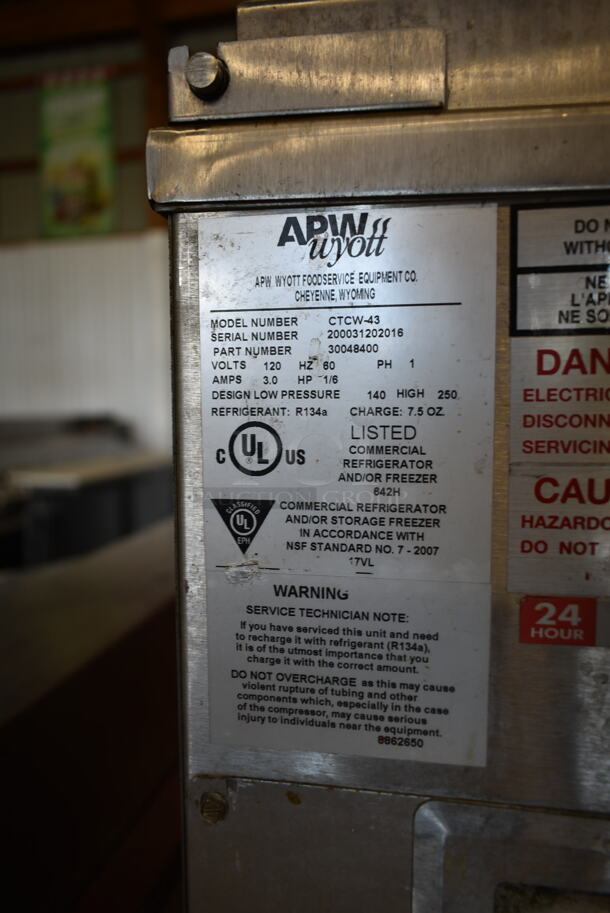 APW
wyott
APW WYOTT FOODSERVICE EQUIPMENT CO.
CHEYENNE, WYOMING
MODEL NUMBER CTCW-43
SERIAL NUMBER 200031202016
PART NUMBER 30048400
VOLTS 120 HZ 60 PH 1
AMPS 3.0 HP 1/6
DESIGN LOW PRESSURE 140 HIGH 250
REFRIGERANT: R134a CHARGE: 7.5 OZ.
C UL US
®
LISTED
COMMERCIAL
REFRIGERATOR
AND/OR FREEZER
642H
CLASSIFIED
UL
EPH
COMMERCIAL REFRIGERATOR
AND/OR STORAGE FREEZER
IN ACCORDANCE WITH
NSF STANDARD NO. 7 - 2007
17VL
WARNING
SERVICE TECHNICIAN NOTE:
If you have serviced this unit and need
to recharge it with refrigerant (R134a),
it is of the utmost importance that you
charge it with the correct amount.
DO NOT OVERCHARGE as this may cause
violent rupture of tubing and other
components which, especially in the case
of the compressor, may cause serious
injury to individuals near the equipment.
8862650
DO N
WITH
NE
L'AP
NE SO
DAN
ELECTRIC
DISCONN
SERVICIN
CAU
HAZARDO
DO NOT
24
HOUR
AUCTION GROUP